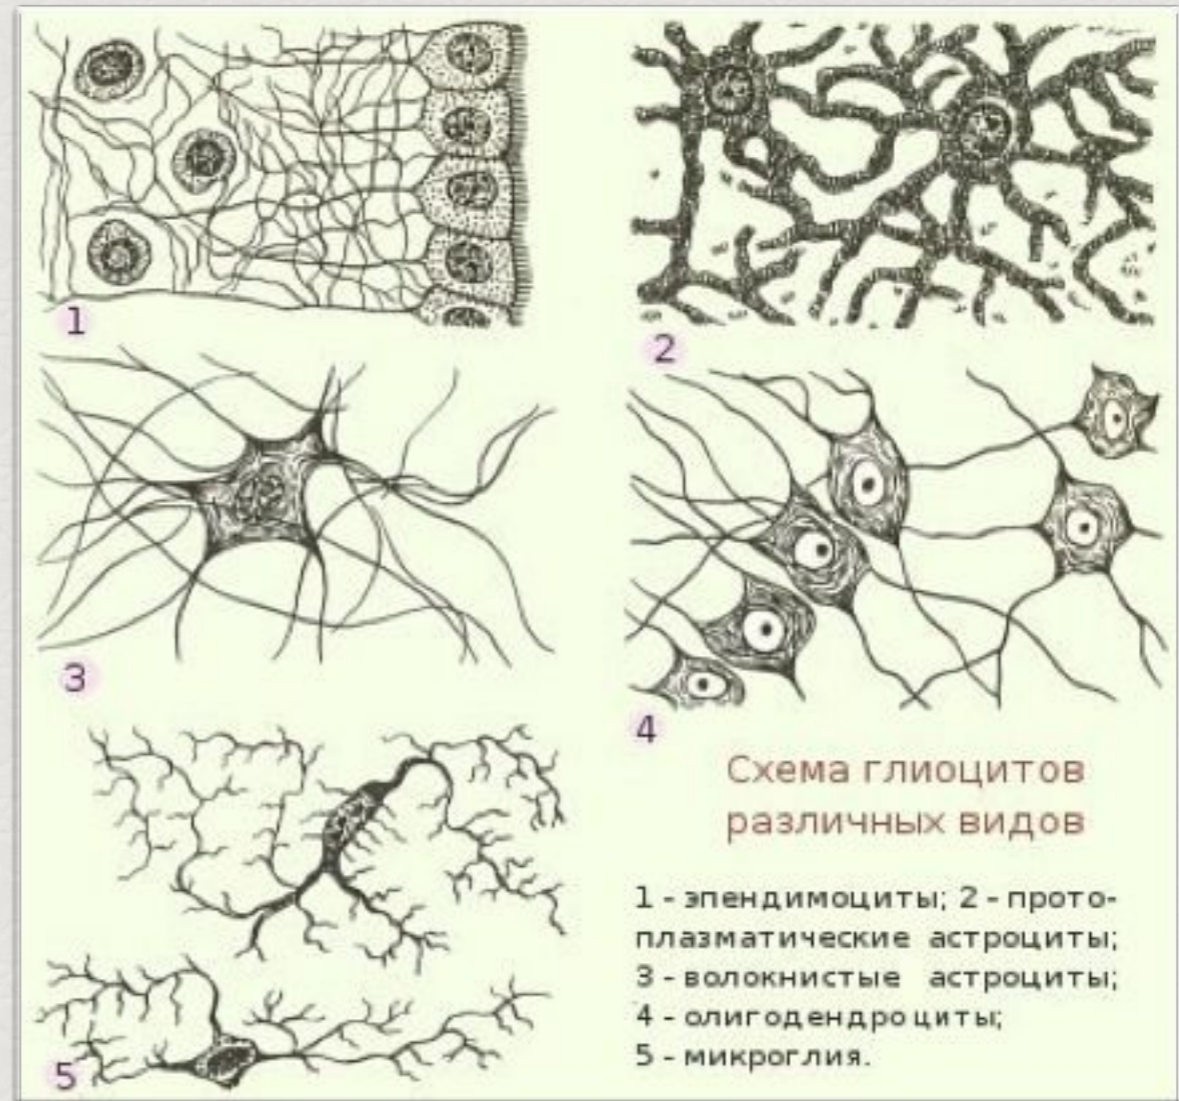 1
2
3
4
5
Схема глиоцитов
различных видов
1 - эпендимоциты; 2 - прото-
плазматические астроциты;
3 - волокнистые астроциты;
4 - олигодендроциты;
5 - микроглия.